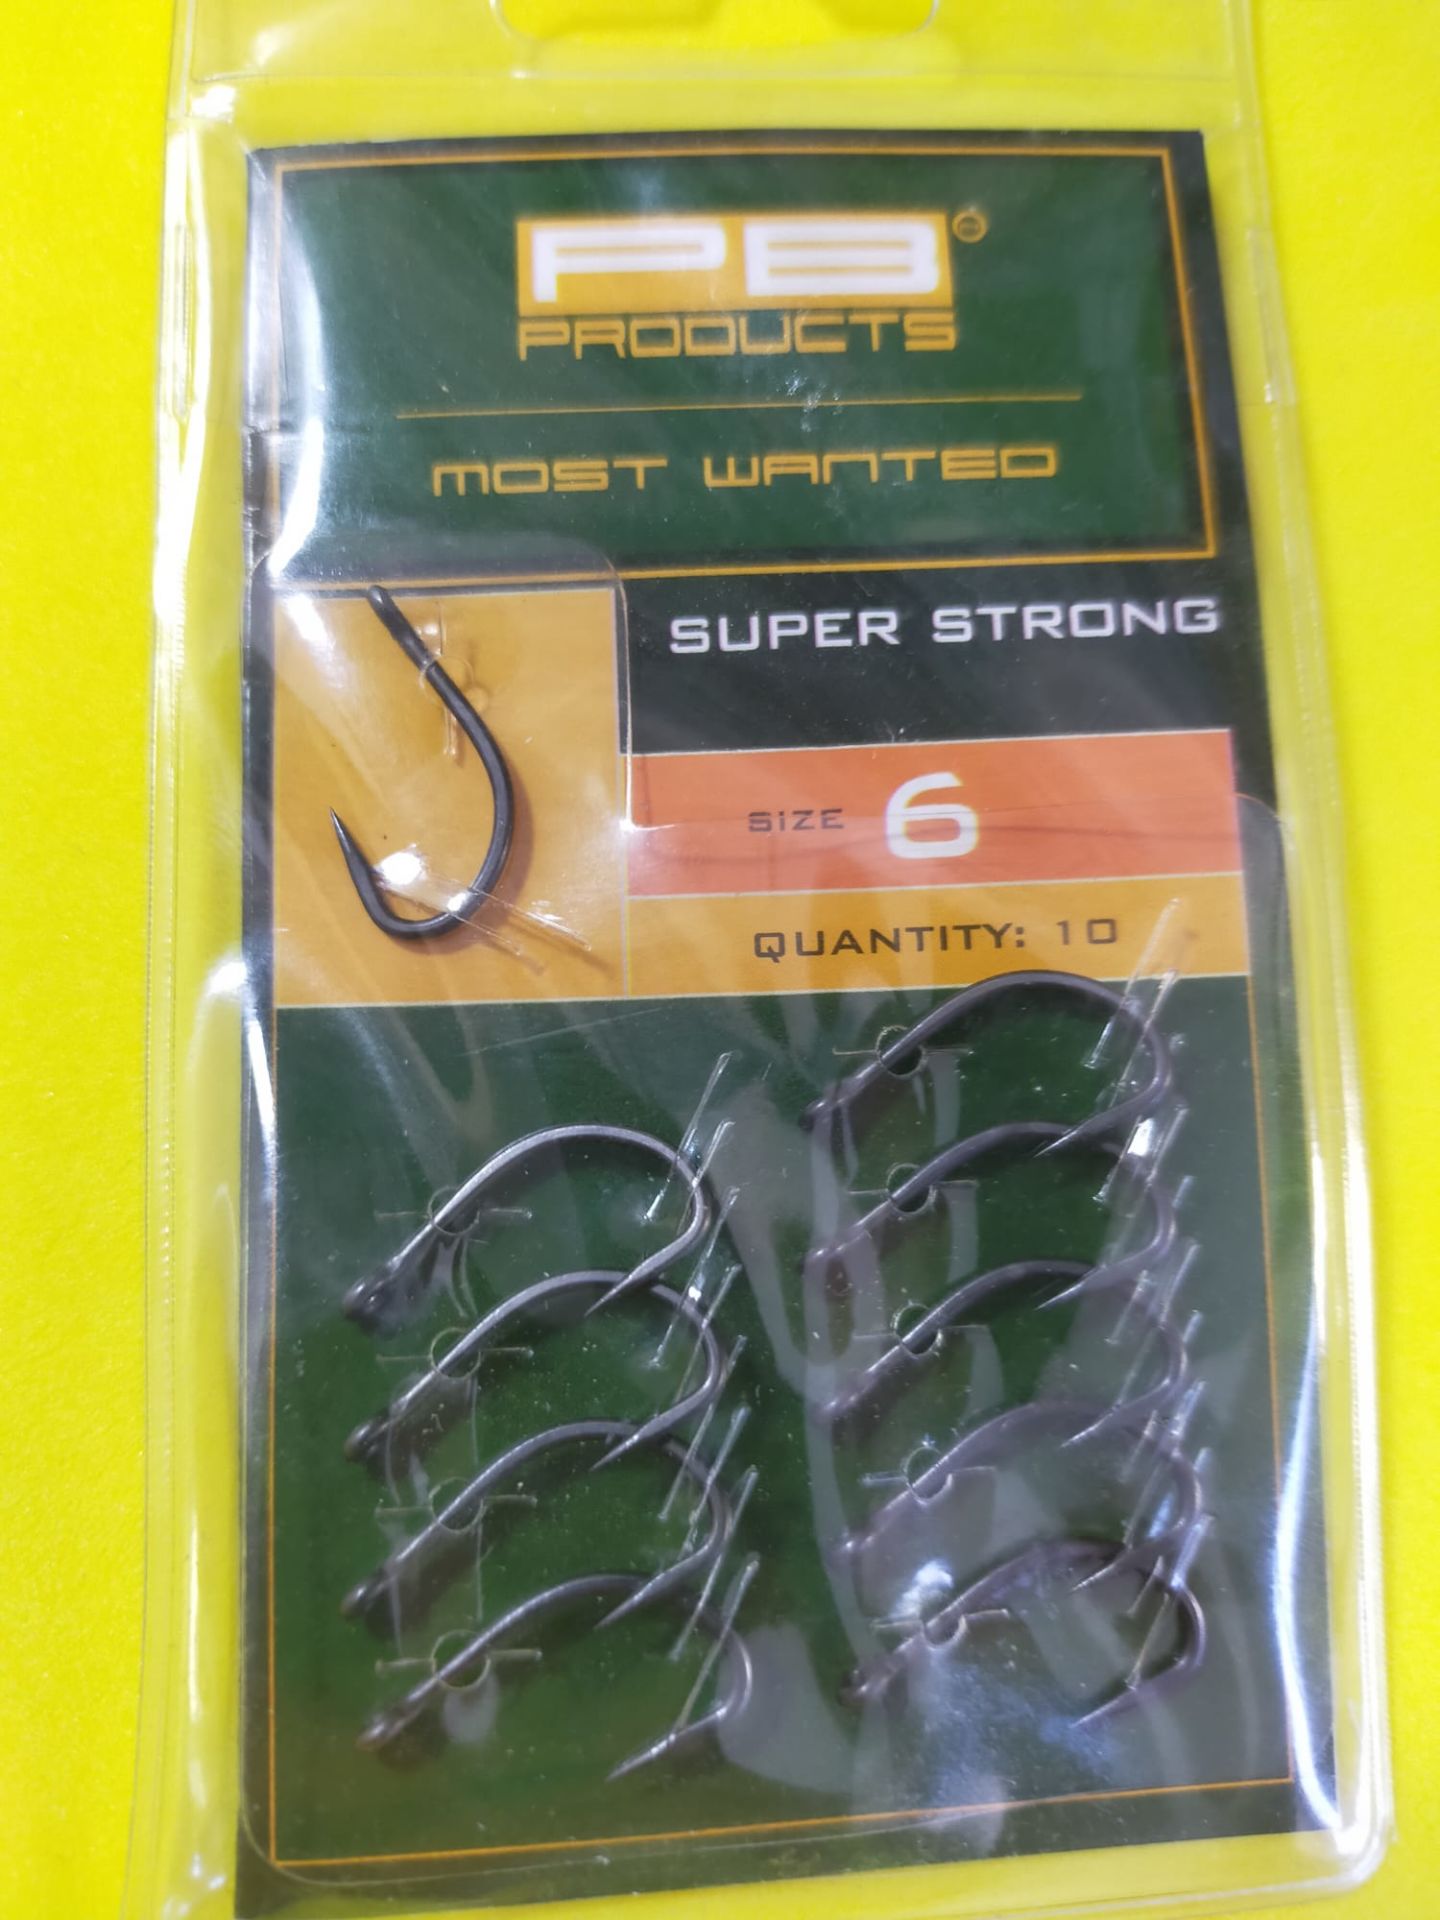 PB®
PRODUCTS
MOST WANTED
SUPER STRONG
SIZE 6
QUANTITY: 10